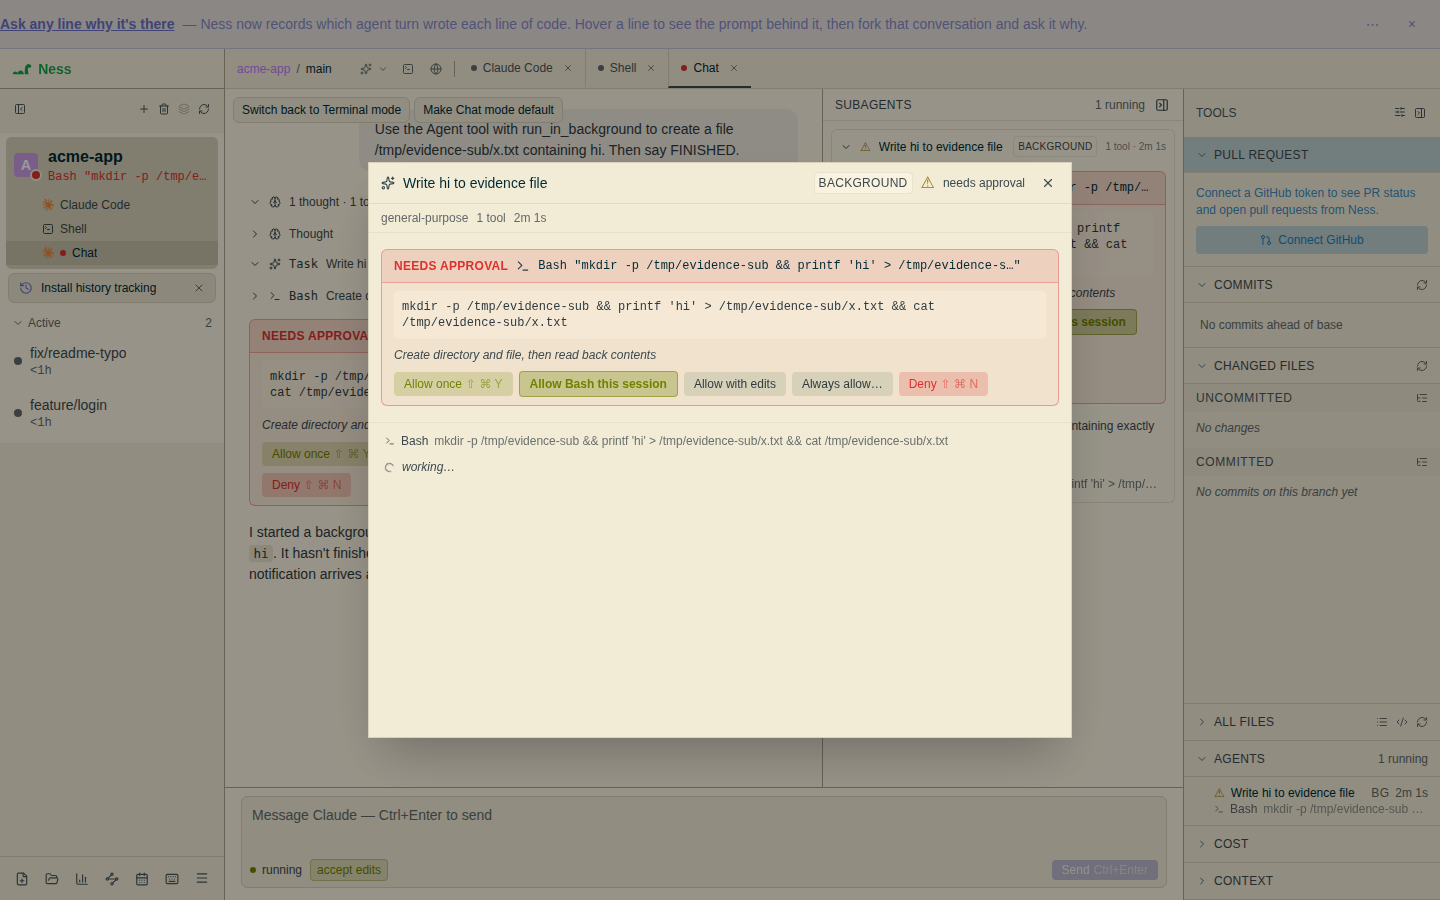 Ask any line why it's there — Ness now records which agent turn wrote each line of code. Hover a line to see the prompt behind it, then fork that conversation and ask it why.
Ness
acme-app / main
Claude Code
Shell
Chat
A
acme-app
Bash "mkdir -p /tmp/e…
Claude Code
Shell
Chat
Install history tracking
Active 2
fix/readme-typo
<1h
feature/login
<1h
Switch back to Terminal mode
Make Chat mode default
Use the Agent tool with run_in_background to create a file
/tmp/evidence-sub/x.txt containing hi. Then say FINISHED.
1 thought · 1 to
Thought
Task Write hi
Bash Create d
NEEDS APPROVA
mkdir -p /tmp/
cat /tmp/evide
Create directory and
Allow once ⇧ ⌘ Y
Deny ⇧ ⌘ N
I started a backgrou
hi. It hasn't finishe
notification arrives a
SUBAGENTS 1 running
Write hi to evidence file BACKGROUND 1 tool · 2m 1s
r -p /tmp/…
printf
t && cat
contents
s session
ntaining exactly
intf 'hi' > /tmp/…
Write hi to evidence file BACKGROUND needs approval
general-purpose 1 tool 2m 1s
NEEDS APPROVAL Bash "mkdir -p /tmp/evidence-sub && printf 'hi' > /tmp/evidence-s…"
mkdir -p /tmp/evidence-sub && printf 'hi' > /tmp/evidence-sub/x.txt && cat
/tmp/evidence-sub/x.txt
Create directory and file, then read back contents
Allow once ⇧ ⌘ Y
Allow Bash this session
Allow with edits
Always allow…
Deny ⇧ ⌘ N
Bash mkdir -p /tmp/evidence-sub && printf 'hi' > /tmp/evidence-sub/x.txt && cat /tmp/evidence-sub/x.txt
working…
Message Claude — Ctrl+Enter to send
running
accept edits
Send Ctrl+Enter
TOOLS
PULL REQUEST
Connect a GitHub token to see PR status
and open pull requests from Ness.
Connect GitHub
COMMITS
No commits ahead of base
CHANGED FILES
UNCOMMITTED
No changes
COMMITTED
No commits on this branch yet
ALL FILES
AGENTS 1 running
Write hi to evidence file BG 2m 1s
Bash mkdir -p /tmp/evidence-sub …
COST
CONTEXT